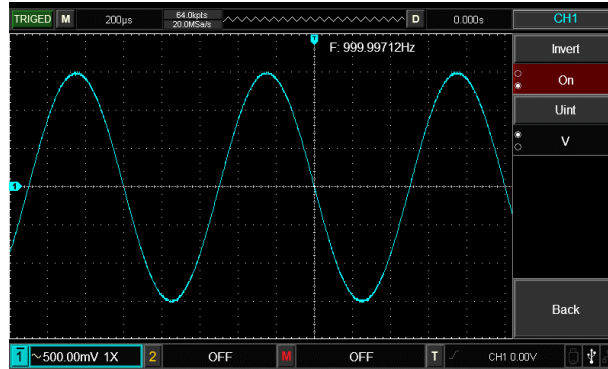 TRIGED M 200μs 64.0kpts D 0.000s CH1
20.0MSa/s
T
F: 999.99712Hz
Invert
On
Uint
V
1
Back
1 ~500.00mV 1X 2 OFF M OFF T CH1 0.00V